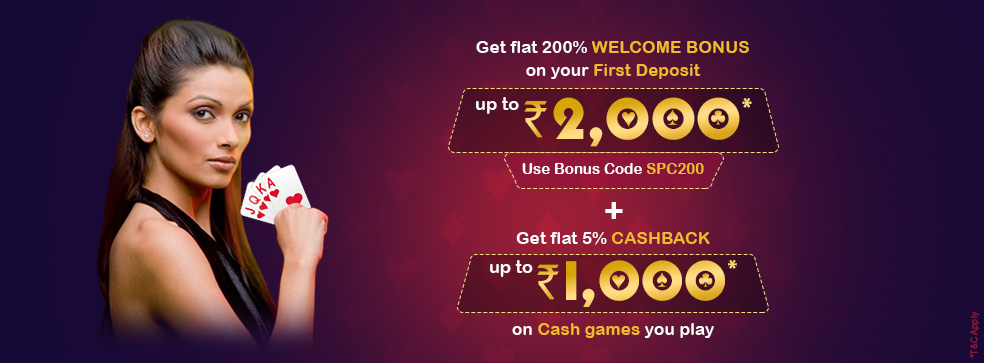 Get flat 200% WELCOME BONUS
on your First Deposit
up to ₹2,000*
Use Bonus Code SPC200
+
Get flat 5% CASHBACK
up to ₹1,000*
on Cash games you play
*T&C Apply
J Q K A